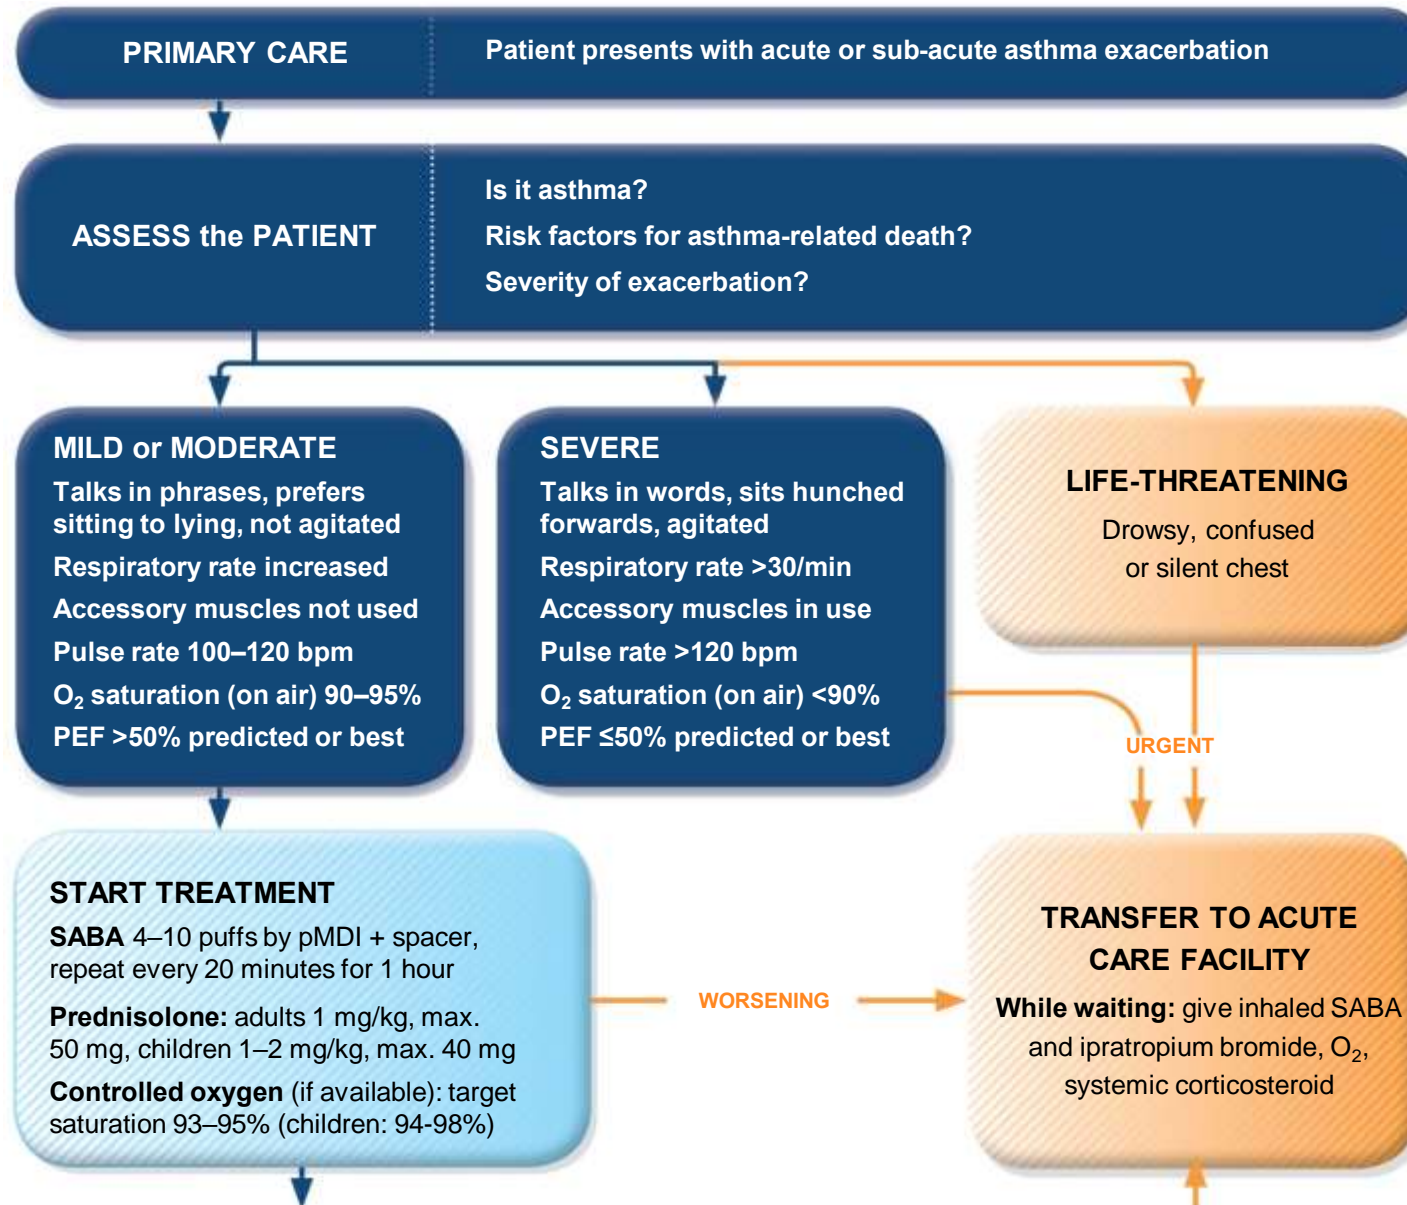 PRIMARY CARE
Patient presents with acute or sub-acute asthma exacerbation
ASSESS the PATIENT
Is it asthma?
Risk factors for asthma-related death?
Severity of exacerbation?
MILD or MODERATE
Talks in phrases, prefers
sitting to lying, not agitated
Respiratory rate increased
Accessory muscles not used
Pulse rate 100–120 bpm
O₂ saturation (on air) 90–95%
PEF >50% predicted or best
SEVERE
Talks in words, sits hunched
forwards, agitated
Respiratory rate >30/min
Accessory muscles in use
Pulse rate >120 bpm
O₂ saturation (on air) <90%
PEF ≤50% predicted or best
LIFE-THREATENING
Drowsy, confused
or silent chest
URGENT
START TREATMENT
SABA 4–10 puffs by pMDI + spacer,
repeat every 20 minutes for 1 hour
Prednisolone: adults 1 mg/kg, max.
50 mg, children 1–2 mg/kg, max. 40 mg
Controlled oxygen (if available): target
saturation 93–95% (children: 94-98%)
WORSENING
TRANSFER TO ACUTE
CARE FACILITY
While waiting: give inhaled SABA
and ipratropium bromide, O₂,
systemic corticosteroid